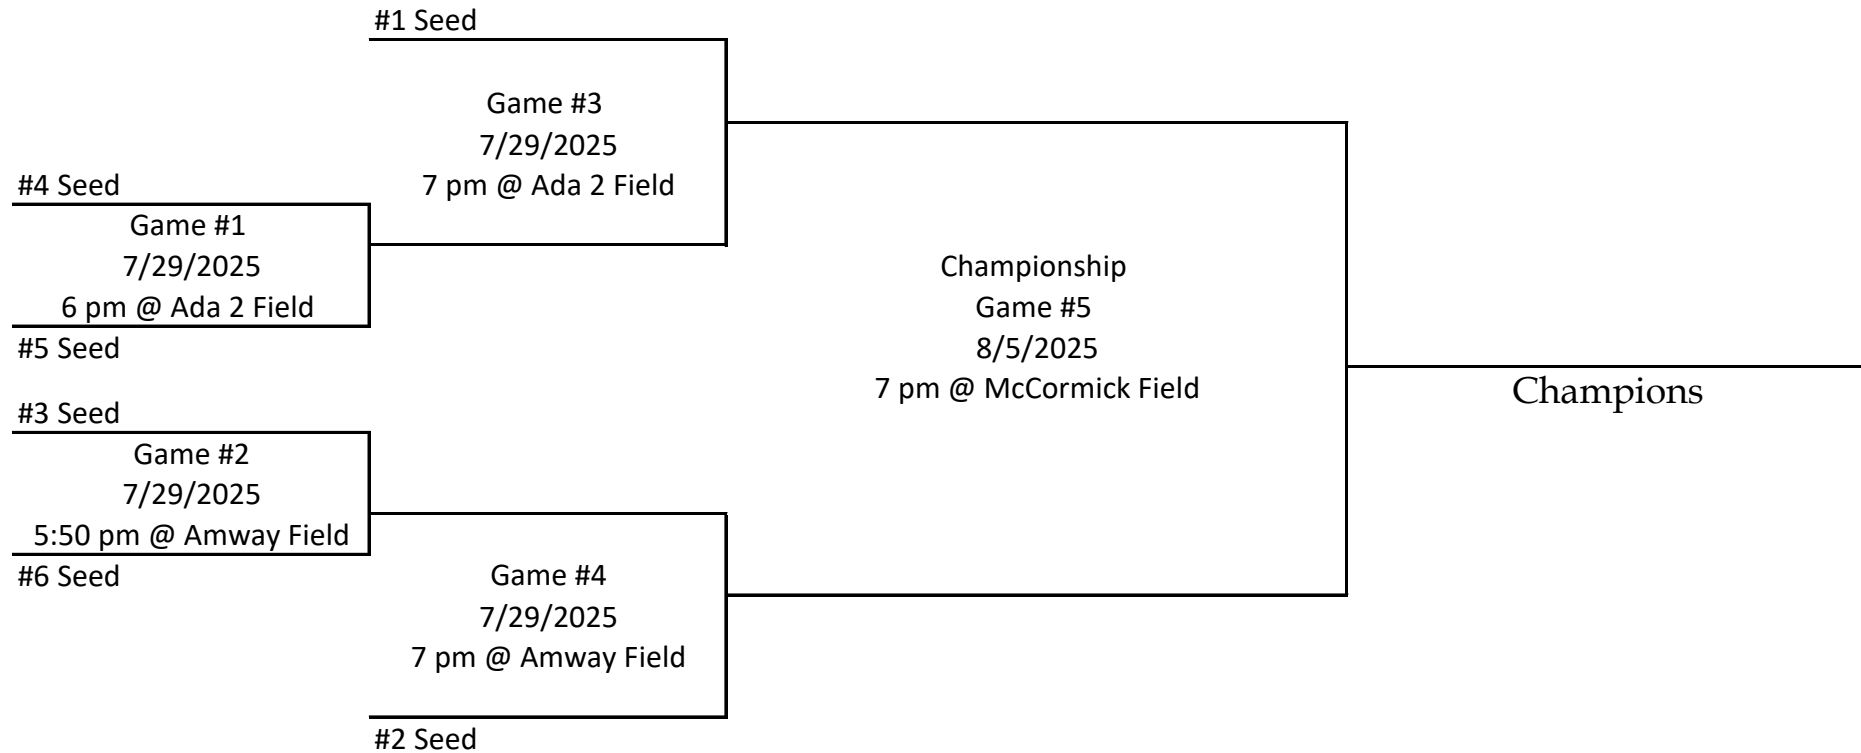 #1 Seed
Game #3
7/29/2025
7 pm @ Ada 2 Field
#4 Seed
Game #1
7/29/2025
6 pm @ Ada 2 Field
#5 Seed
Championship
Game #5
8/5/2025
7 pm @ McCormick Field
Champions
#3 Seed
Game #2
7/29/2025
5:50 pm @ Amway Field
#6 Seed
Game #4
7/29/2025
7 pm @ Amway Field
#2 Seed